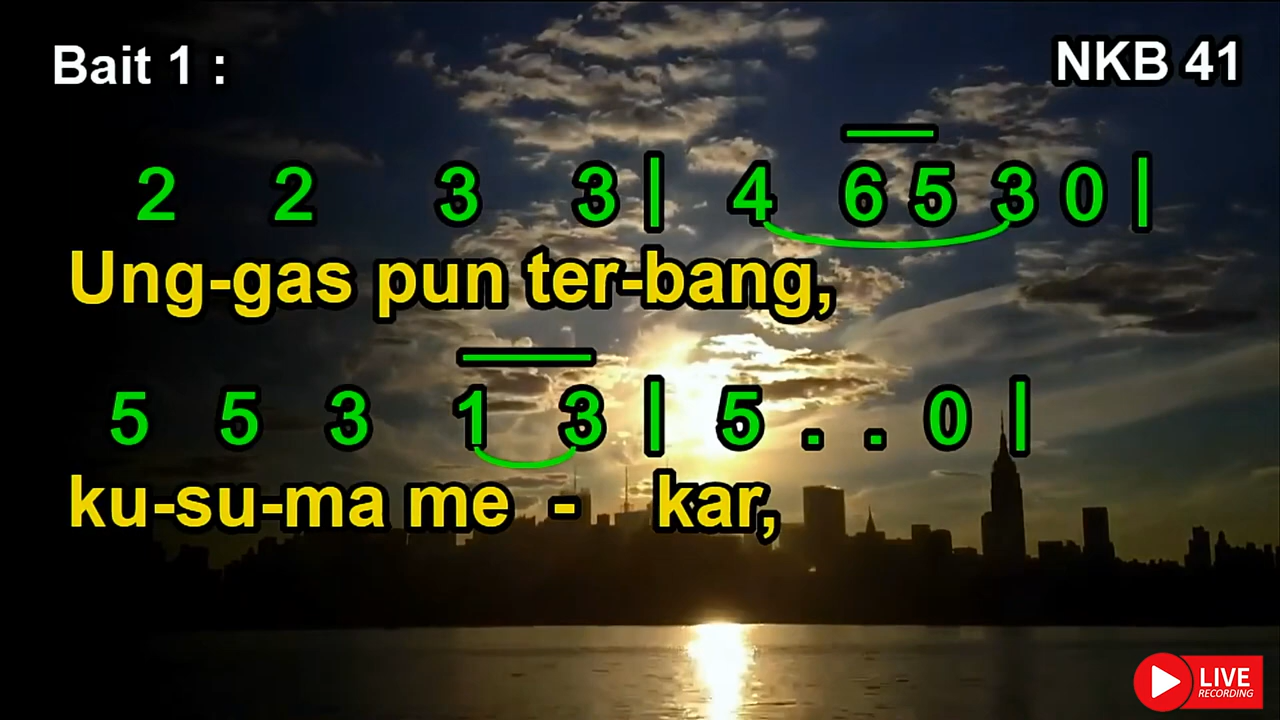 Bait 1 :
NKB 41
2 2 3 3 | 4 6 5 3 0 |
Ung-gas pun ter-bang,
5 5 3 1 3 | 5 . . 0 |
ku-su-ma me - kar,
LIVE
RECORDING